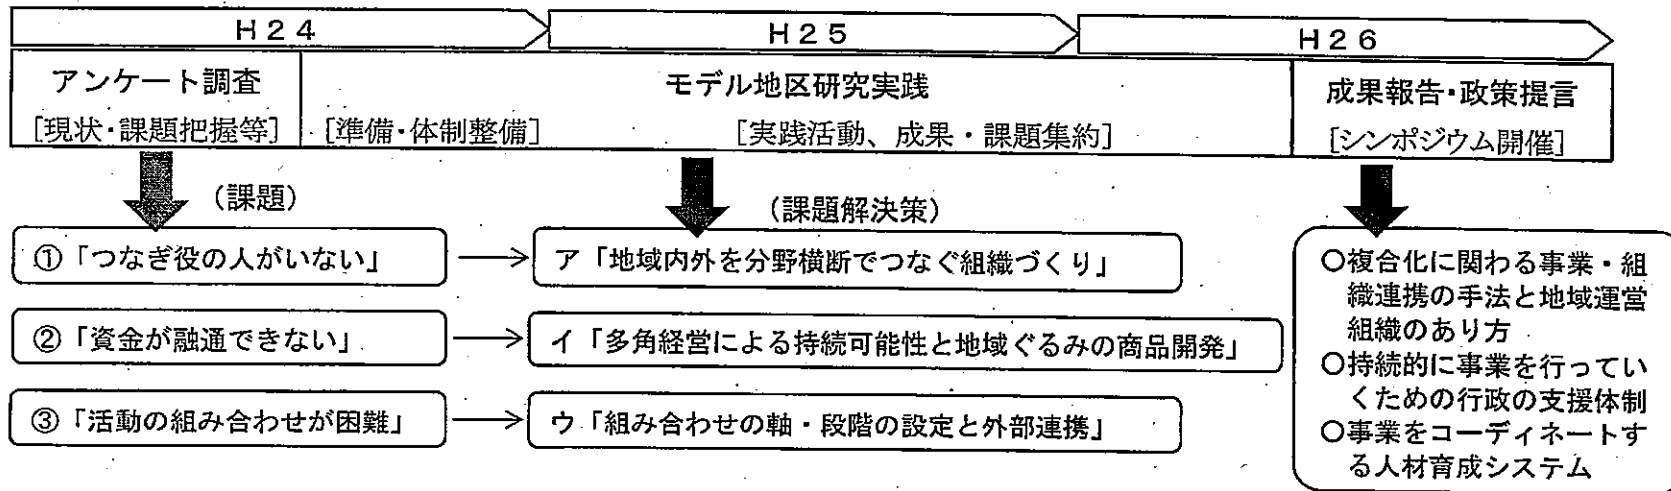 H24
H25
H26
アンケート調査
[現状・課題把握等]
モデル地区研究実践
[準備・体制整備]
[実践活動、成果・課題集約]
成果報告・政策提言
[シンポジウム開催]
(課題)
(課題解決策)
①「つなぎ役の人がいない」
ア「地域内外を分野横断でつなぐ組織づくり」
②「資金が融通できない」
イ「多角経営による持続可能性と地域ぐるみの商品開発」
③「活動の組み合わせが困難」
ウ「組み合わせの軸・段階の設定と外部連携」
〇複合化に関わる事業・組
織連携の手法と地域運営
組織のあり方
〇持続的に事業を行ってい
くための行政の支援体制
〇事業をコーディネートす
る人材育成システム